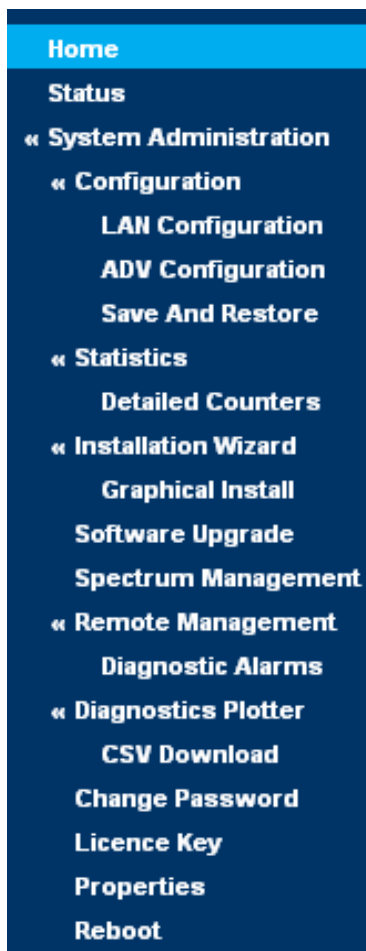 Home
Status
« System Administration
« Configuration
LAN Configuration
ADV Configuration
Save And Restore
« Statistics
Detailed Counters
« Installation Wizard
Graphical Install
Software Upgrade
Spectrum Management
« Remote Management
Diagnostic Alarms
« Diagnostics Plotter
CSV Download
Change Password
Licence Key
Properties
Reboot